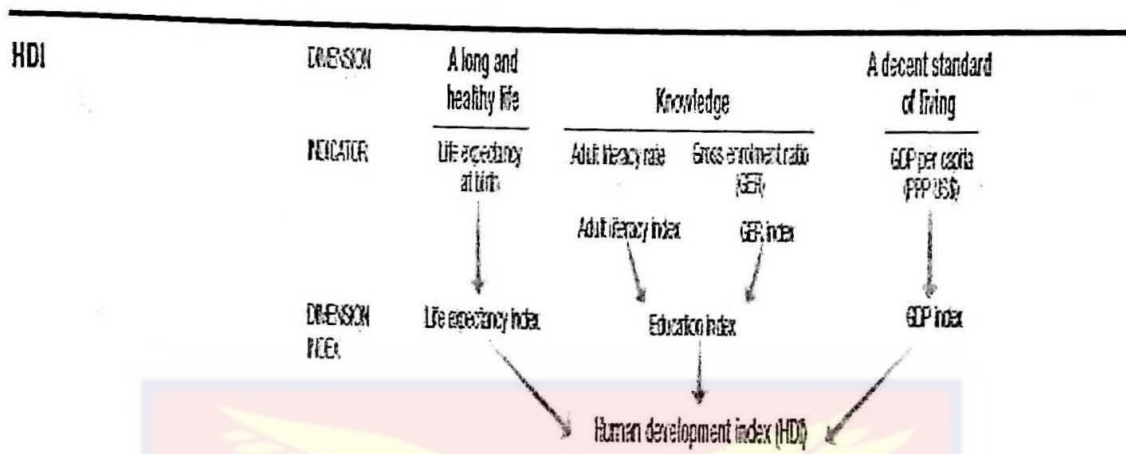 HDI
DIMENSION
A long and
healthy life
Knowledge
A decent standard
of living
INDICATOR
Life expectancy
at birth
Adult literacy rate
Gross enrolment ratio
(GER)
GDP per capita
(PPP US$)
Adult literacy index
GER index
DIMENSION
INDEX
Life expectancy index
Education index
GDP index
Human development index (HDI)